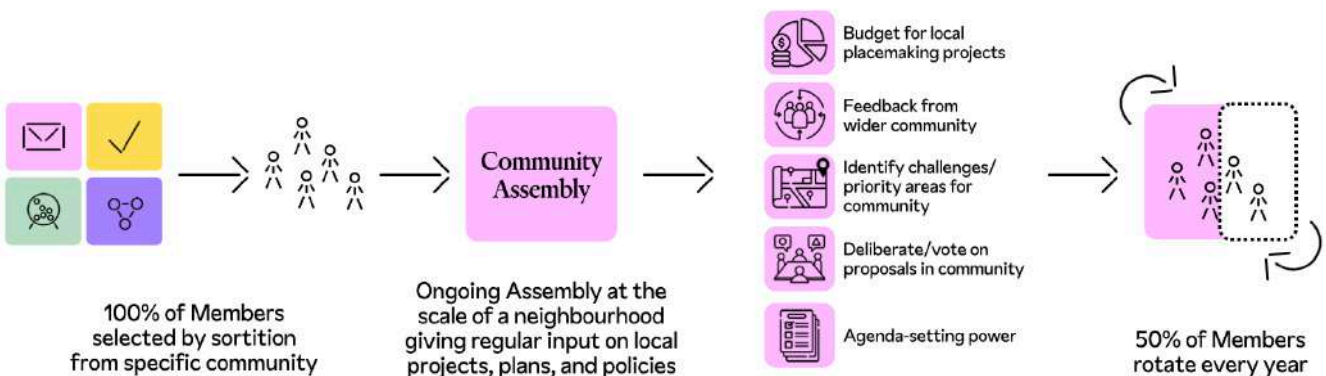 100% of Members
selected by sortition
from specific community
Community
Assembly
Ongoing Assembly at the
scale of a neighbourhood
giving regular input on local
projects, plans, and policies
Budget for local
placemaking projects
Feedback from
wider community
Identify challenges/
priority areas for
community
Deliberate/vote on
proposals in community
Agenda-setting power
50% of Members
rotate every year